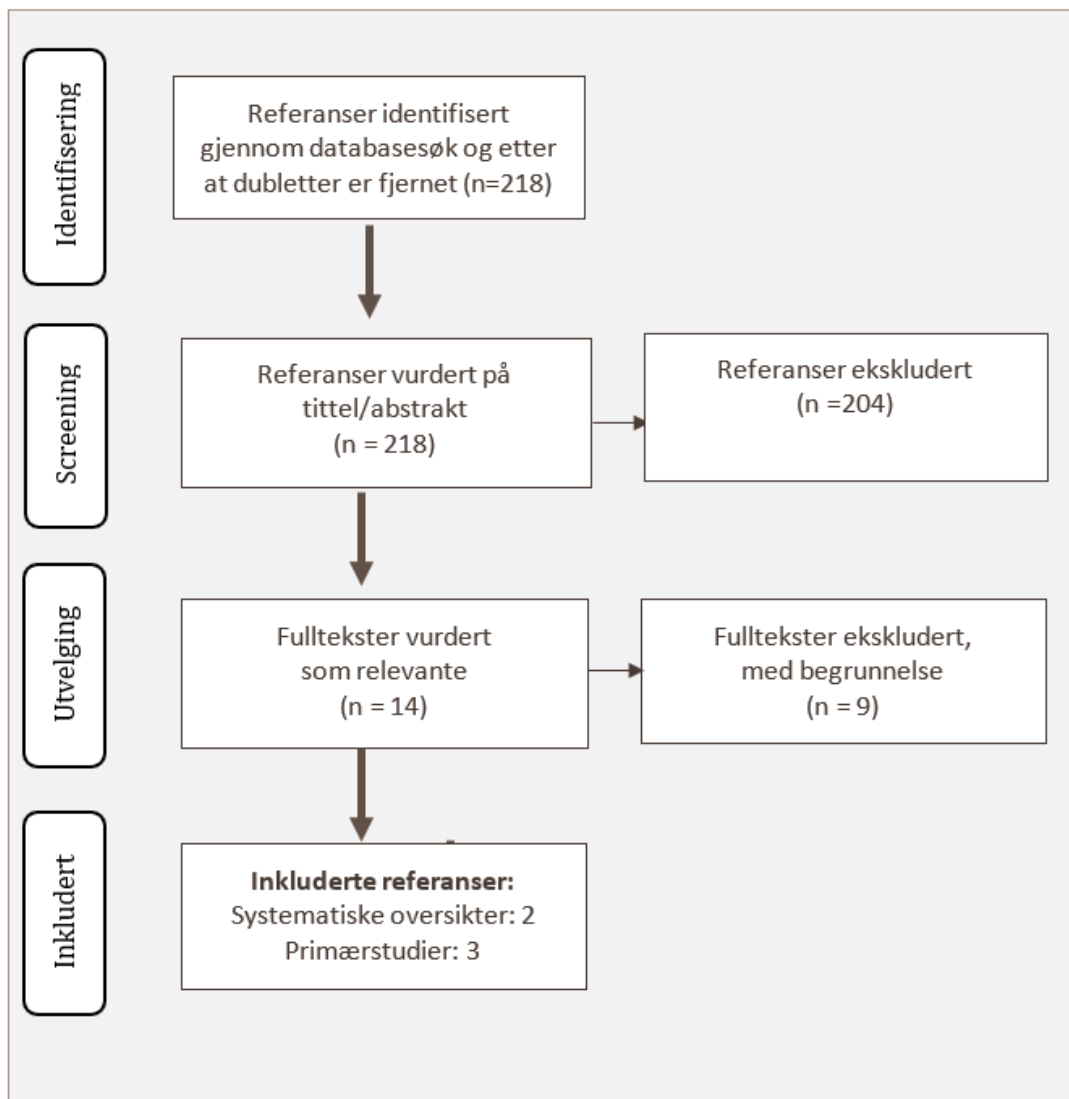 Identifisering
Referanser identifisert
gjennom databasesøk og etter
at dubletter er fjernet (n=218)
Screening
Referanser vurdert på
tittel/abstrakt
(n = 218)
Referanser ekskludert
(n =204)
Utvelging
Fulltekster vurdert
som relevante
(n = 14)
Fulltekster ekskludert,
med begrunnelse
(n = 9)
Inkludert
Inkluderte referanser:
Systematiske oversikter: 2
Primærstudier: 3